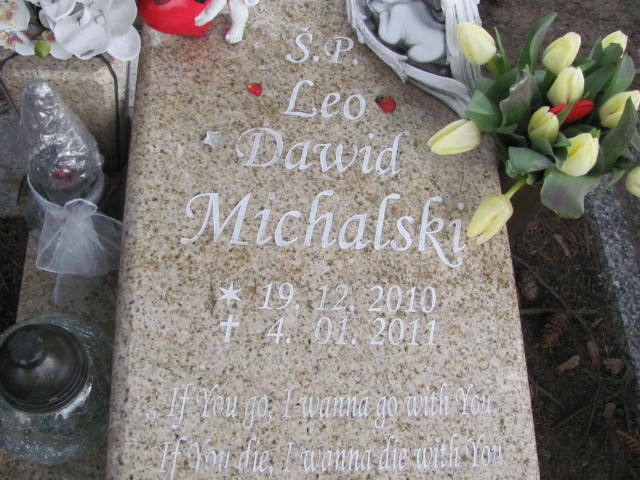 Ś.P.
Leo
Dawid
Michalski
* 19. 12. 2010
† 4. 01. 2011
„ If You go, I wanna go with You
If You die, I wanna die with You